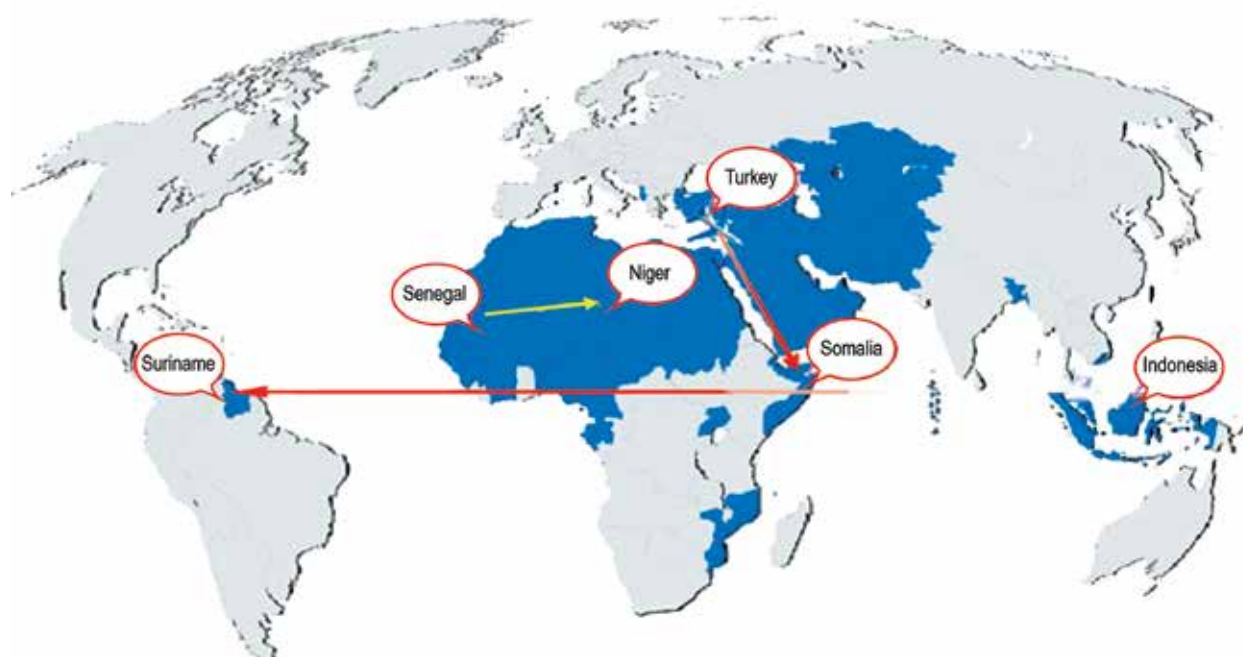 Turkey
Niger
Senegal
Somalia
Suriname
Indonesia